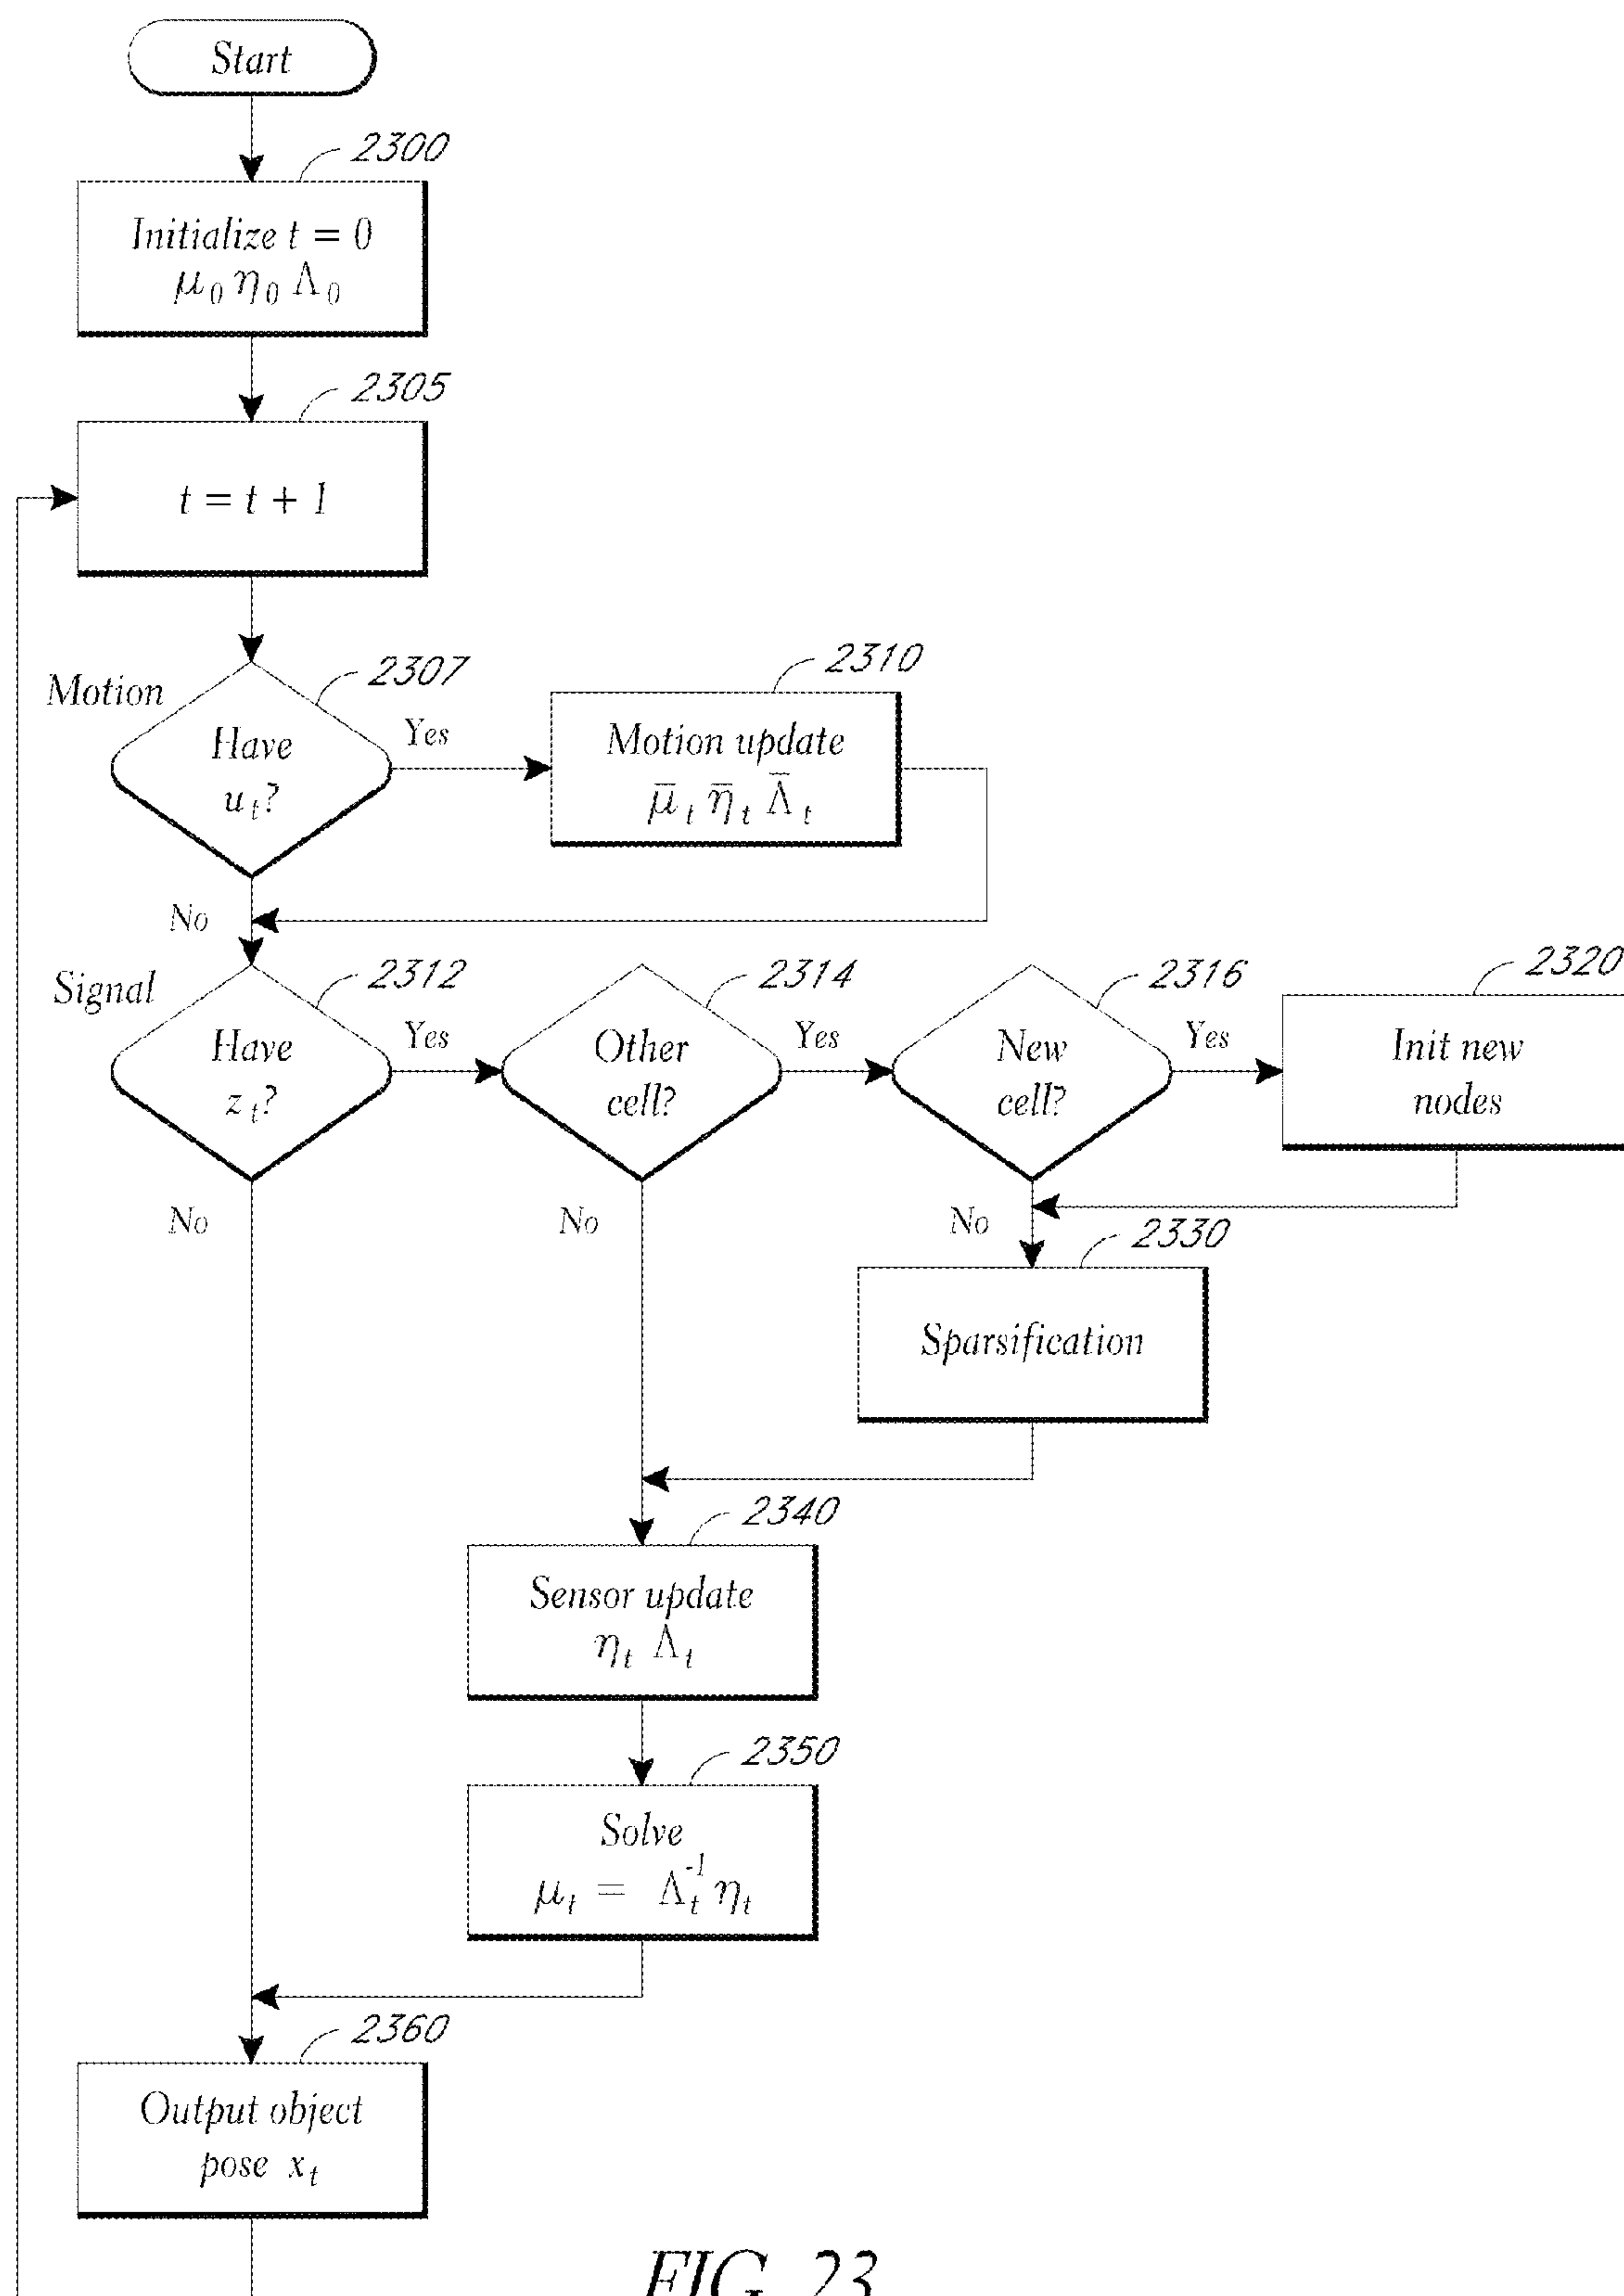 Start
2300
Initialize t = 0
μ₀ η₀ Λ₀
2305
t = t + 1
Motion
2307
Have
uₜ?
Yes
2310
Motion update
μ̄ₜ η̄ₜ Λ̄ₜ
No
Signal
2312
Have
zₜ?
Yes
2314
Other
cell?
Yes
2316
New
cell?
Yes
2320
Init new
nodes
No
No
No
2330
Sparsification
2340
Sensor update
ηₜ Λₜ
2350
Solve
μₜ = Λₜ⁻¹ ηₜ
2360
Output object
pose xₜ
FIG. 23